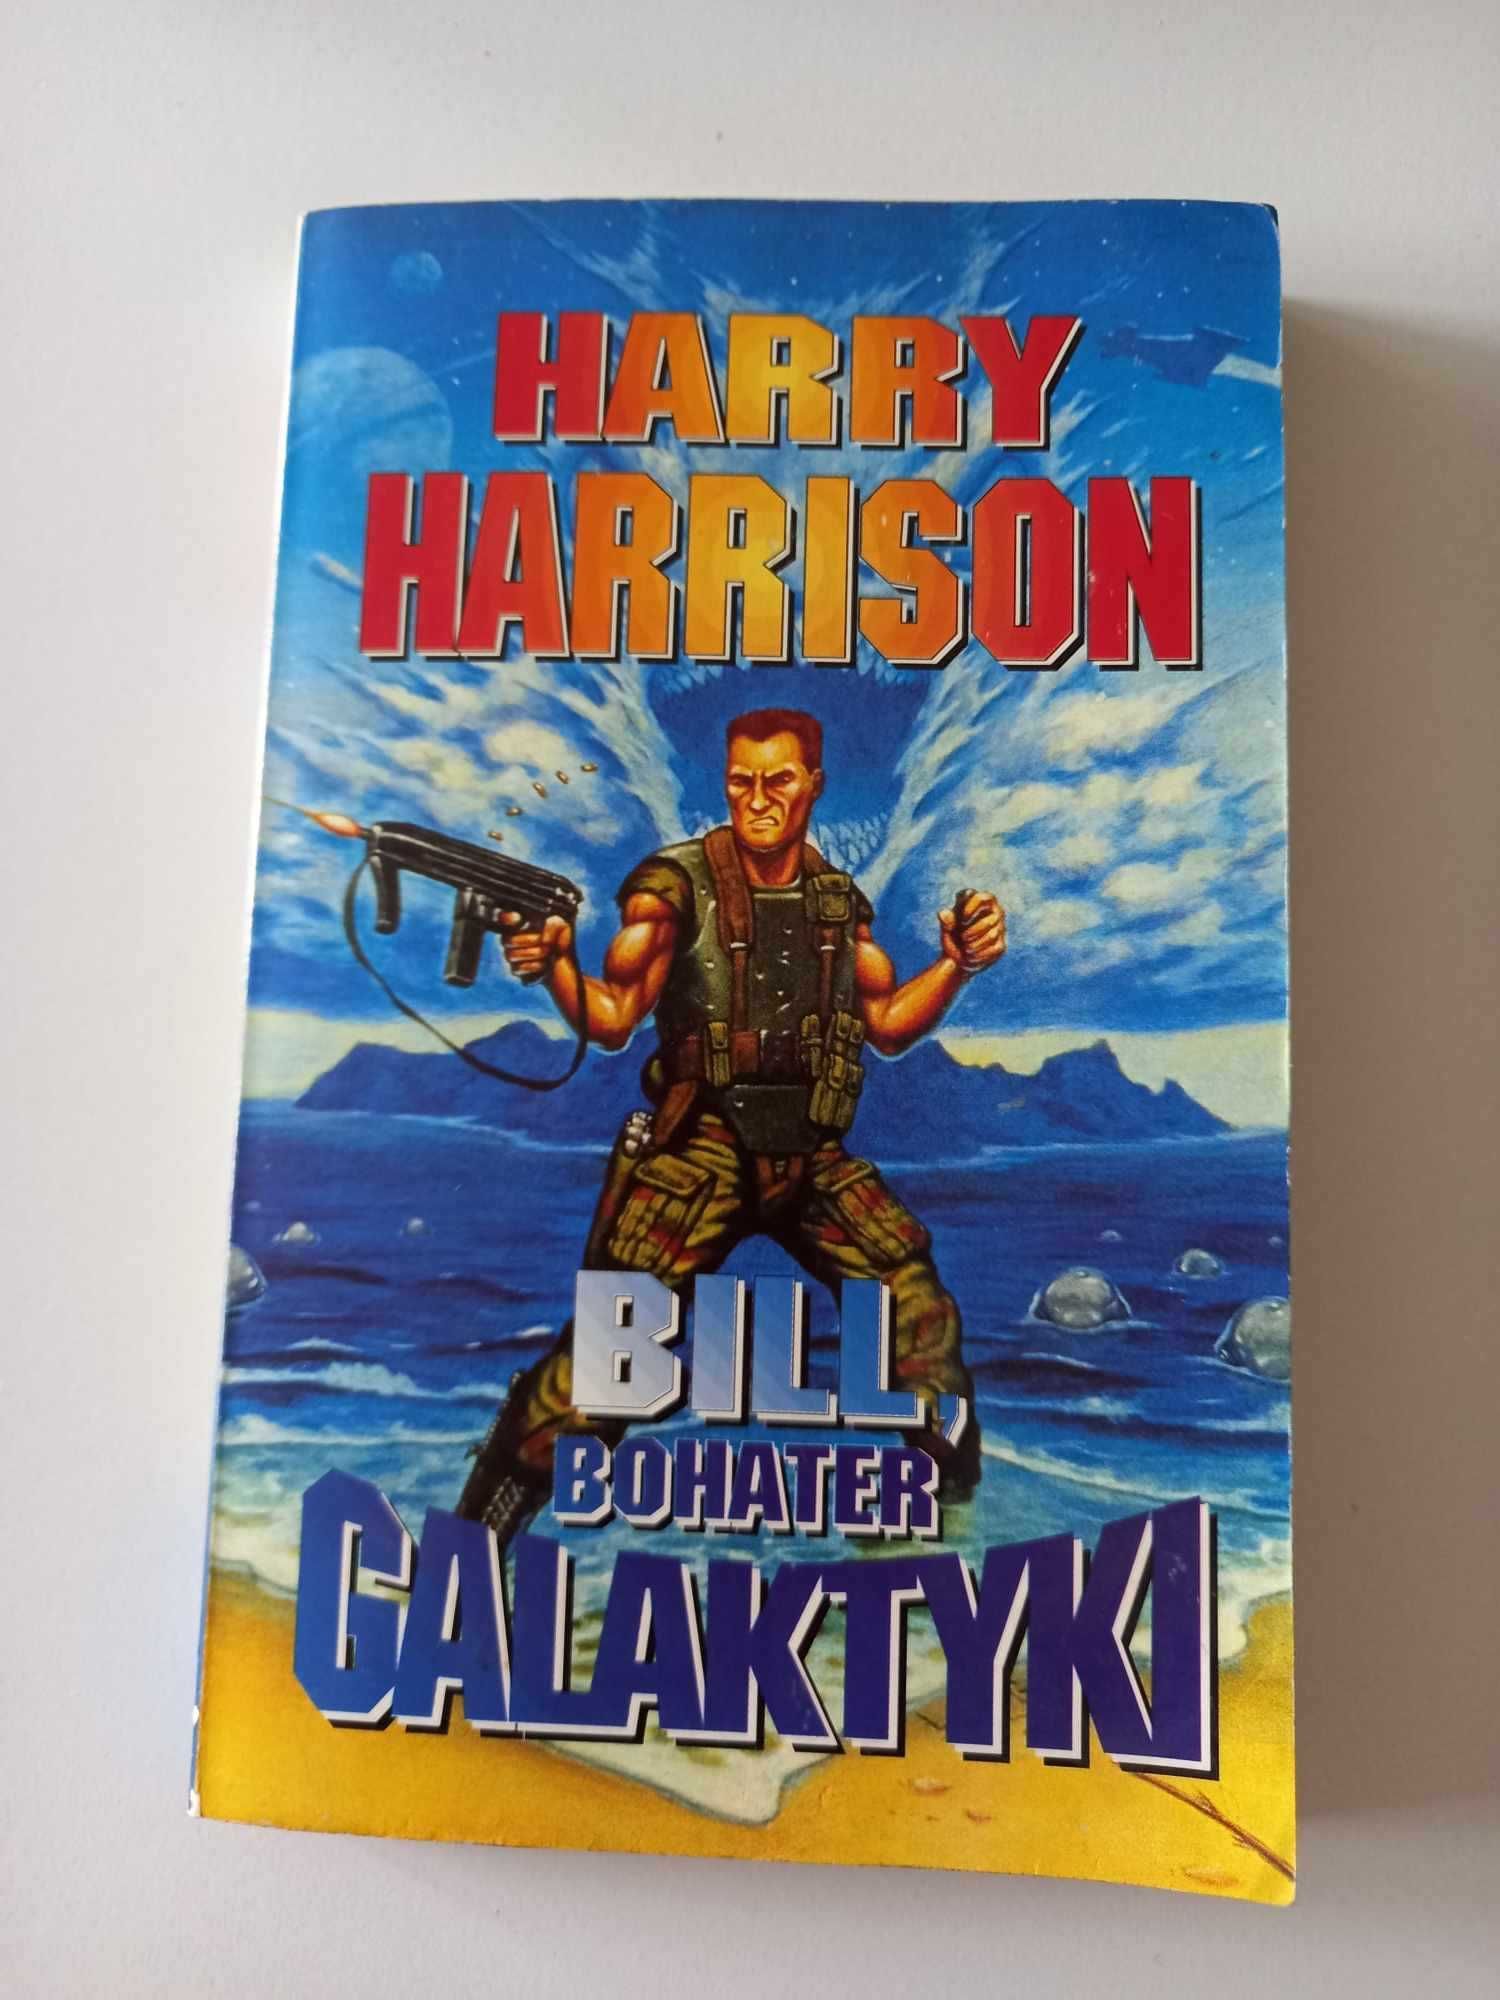 HARRY
HARRISON
BILL,
BOHATER
GALAKTYKI